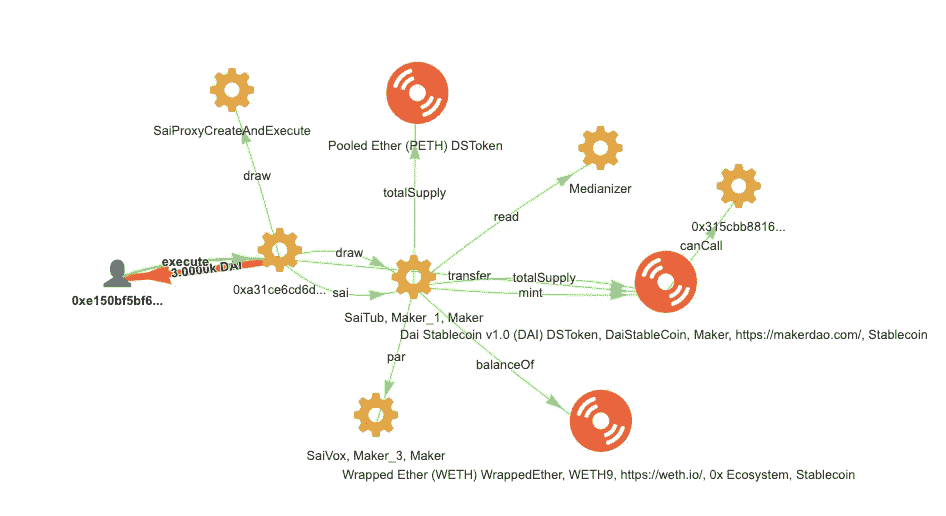 SaiProxyCreateAndExecute
Pooled Ether (PETH) DSToken
draw
totalSupply
Medianizer
read
0x315cbb8816...
canCall
draw
execute
3.0000k DAI
transfer
totalSupply
0xe150bf5bf6...
0xa31ce6cd6d...
sai
mint
SaiTub, Maker_1, Maker
Dai Stablecoin v1.0 (DAI) DSToken, DaiStableCoin, Maker, https://makerdao.com/, Stablecoin
par
balanceOf
SaiVox, Maker_3, Maker
Wrapped Ether (WETH) WrappedEther, WETH9, https://weth.io/, 0x Ecosystem, Stablecoin